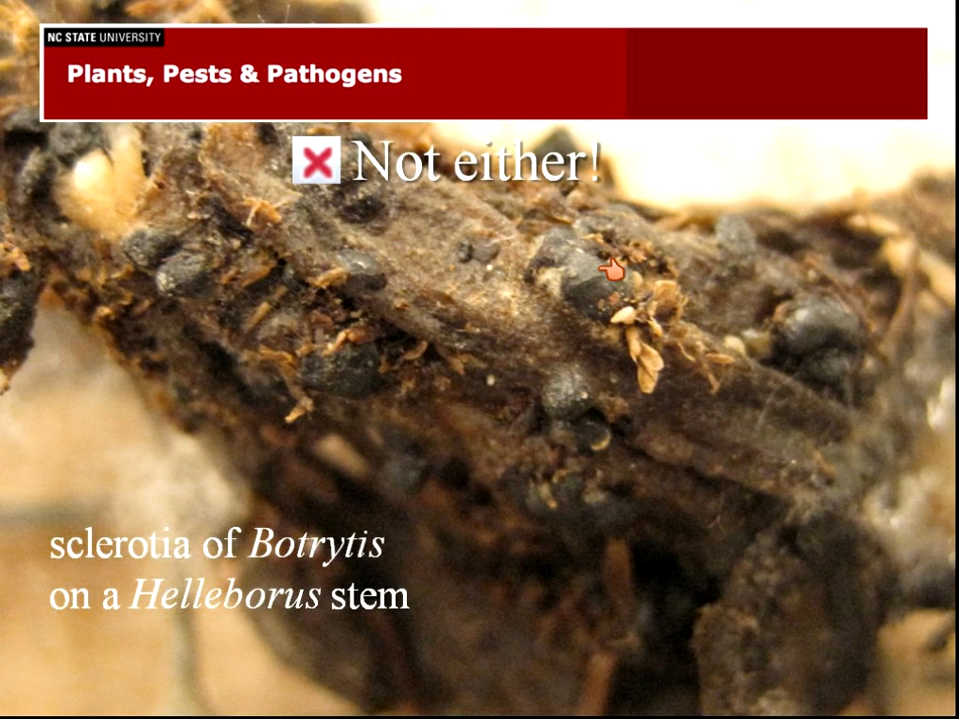 NC STATE UNIVERSITY
Plants, Pests & Pathogens
Not either!
sclerotia of Botrytis
on a Helleborus stem